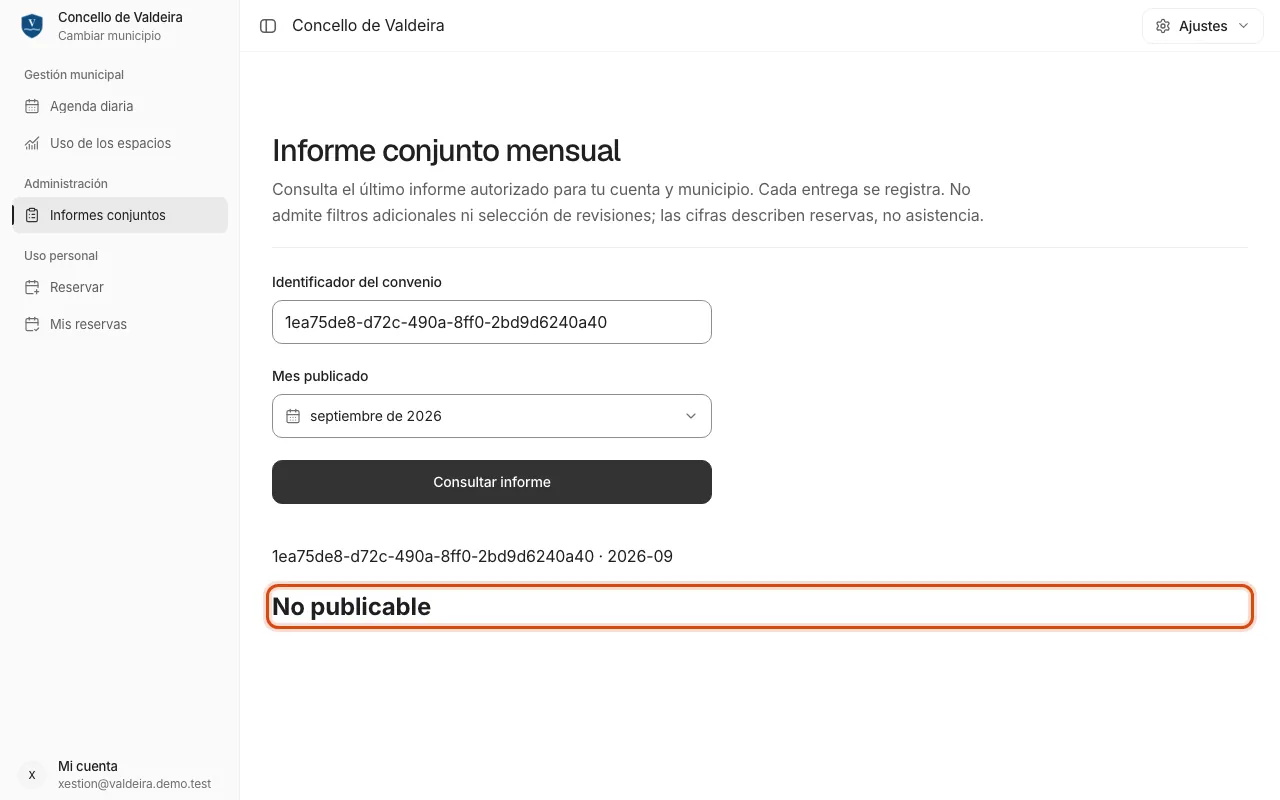 Concello de Valdeira
Cambiar municipio
Gestión municipal
Agenda diaria
Uso de los espacios
Administración
Informes conjuntos
Uso personal
Reservar
Mis reservas
X
Mi cuenta
xestion@valdeira.demo.test
Concello de Valdeira
Ajustes
Informe conjunto mensual
Consulta el último informe autorizado para tu cuenta y municipio. Cada entrega se registra. No
admite filtros adicionales ni selección de revisiones; las cifras describen reservas, no asistencia.
Identificador del convenio
1ea75de8-d72c-490a-8ff0-2bd9d6240a40
Mes publicado
septiembre de 2026
Consultar informe
1ea75de8-d72c-490a-8ff0-2bd9d6240a40 · 2026-09
No publicable